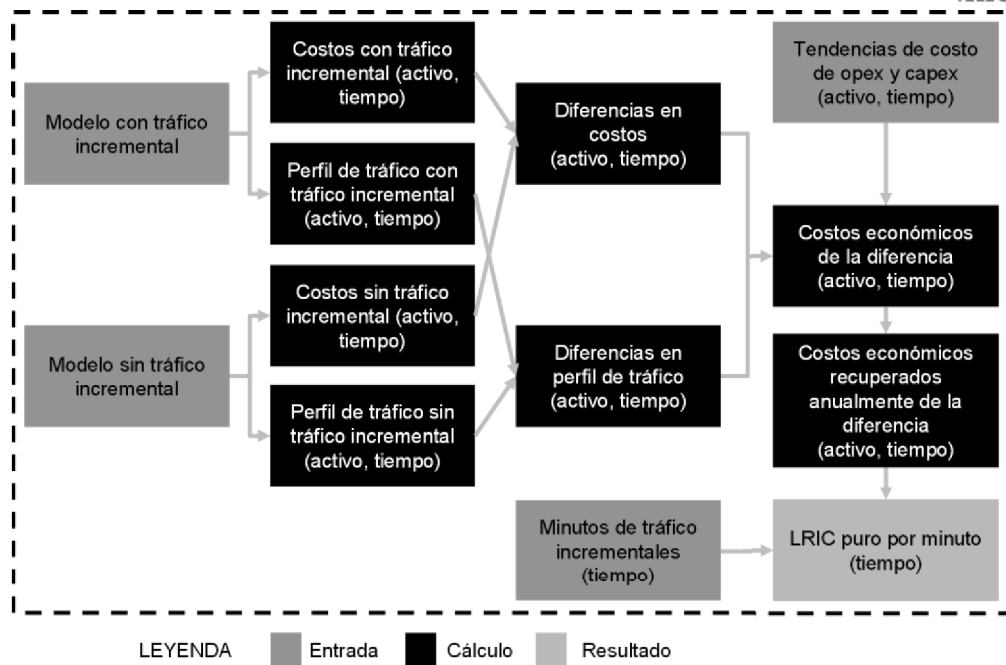 Modelo con tráfico
incremental
Modelo sin tráfico
incremental
Costos con tráfico
incremental (activo,
tiempo)
Perfil de tráfico con
tráfico incremental
(activo, tiempo)
Costos sin tráfico
incremental (activo,
tiempo)
Perfil de tráfico sin
tráfico incremental
(activo, tiempo)
Diferencias en
costos
(activo, tiempo)
Diferencias en
perfil de tráfico
(activo, tiempo)
Minutos de tráfico
incrementales
(tiempo)
Tendencias de costo
de opex y capex
(activo, tiempo)
Costos económicos
de la diferencia
(activo, tiempo)
Costos económicos
recuperados
anualmente de la
diferencia
(activo, tiempo)
LRIC puro por minuto
(tiempo)
LEYENDA
Entrada
Cálculo
Resultado